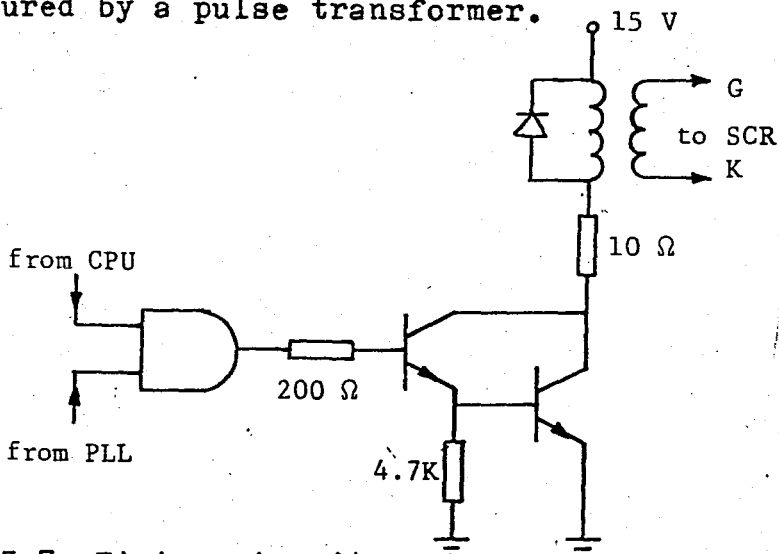 ured by a pulse transformer.
15 V
G
to SCR
K
10 Ω
from CPU
200 Ω
from PLL
4.7K